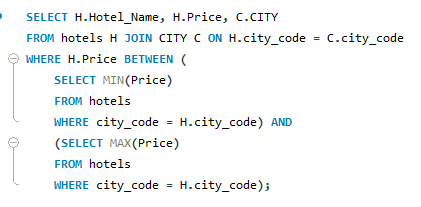 SELECT H.Hotel_Name, H.Price, C.CITY
FROM hotels H JOIN CITY C ON H.city_code = C.city_code
WHERE H.Price BETWEEN (
SELECT MIN(Price)
FROM hotels
WHERE city_code = H.city_code) AND
(SELECT MAX(Price)
FROM hotels
WHERE city_code = H.city_code);